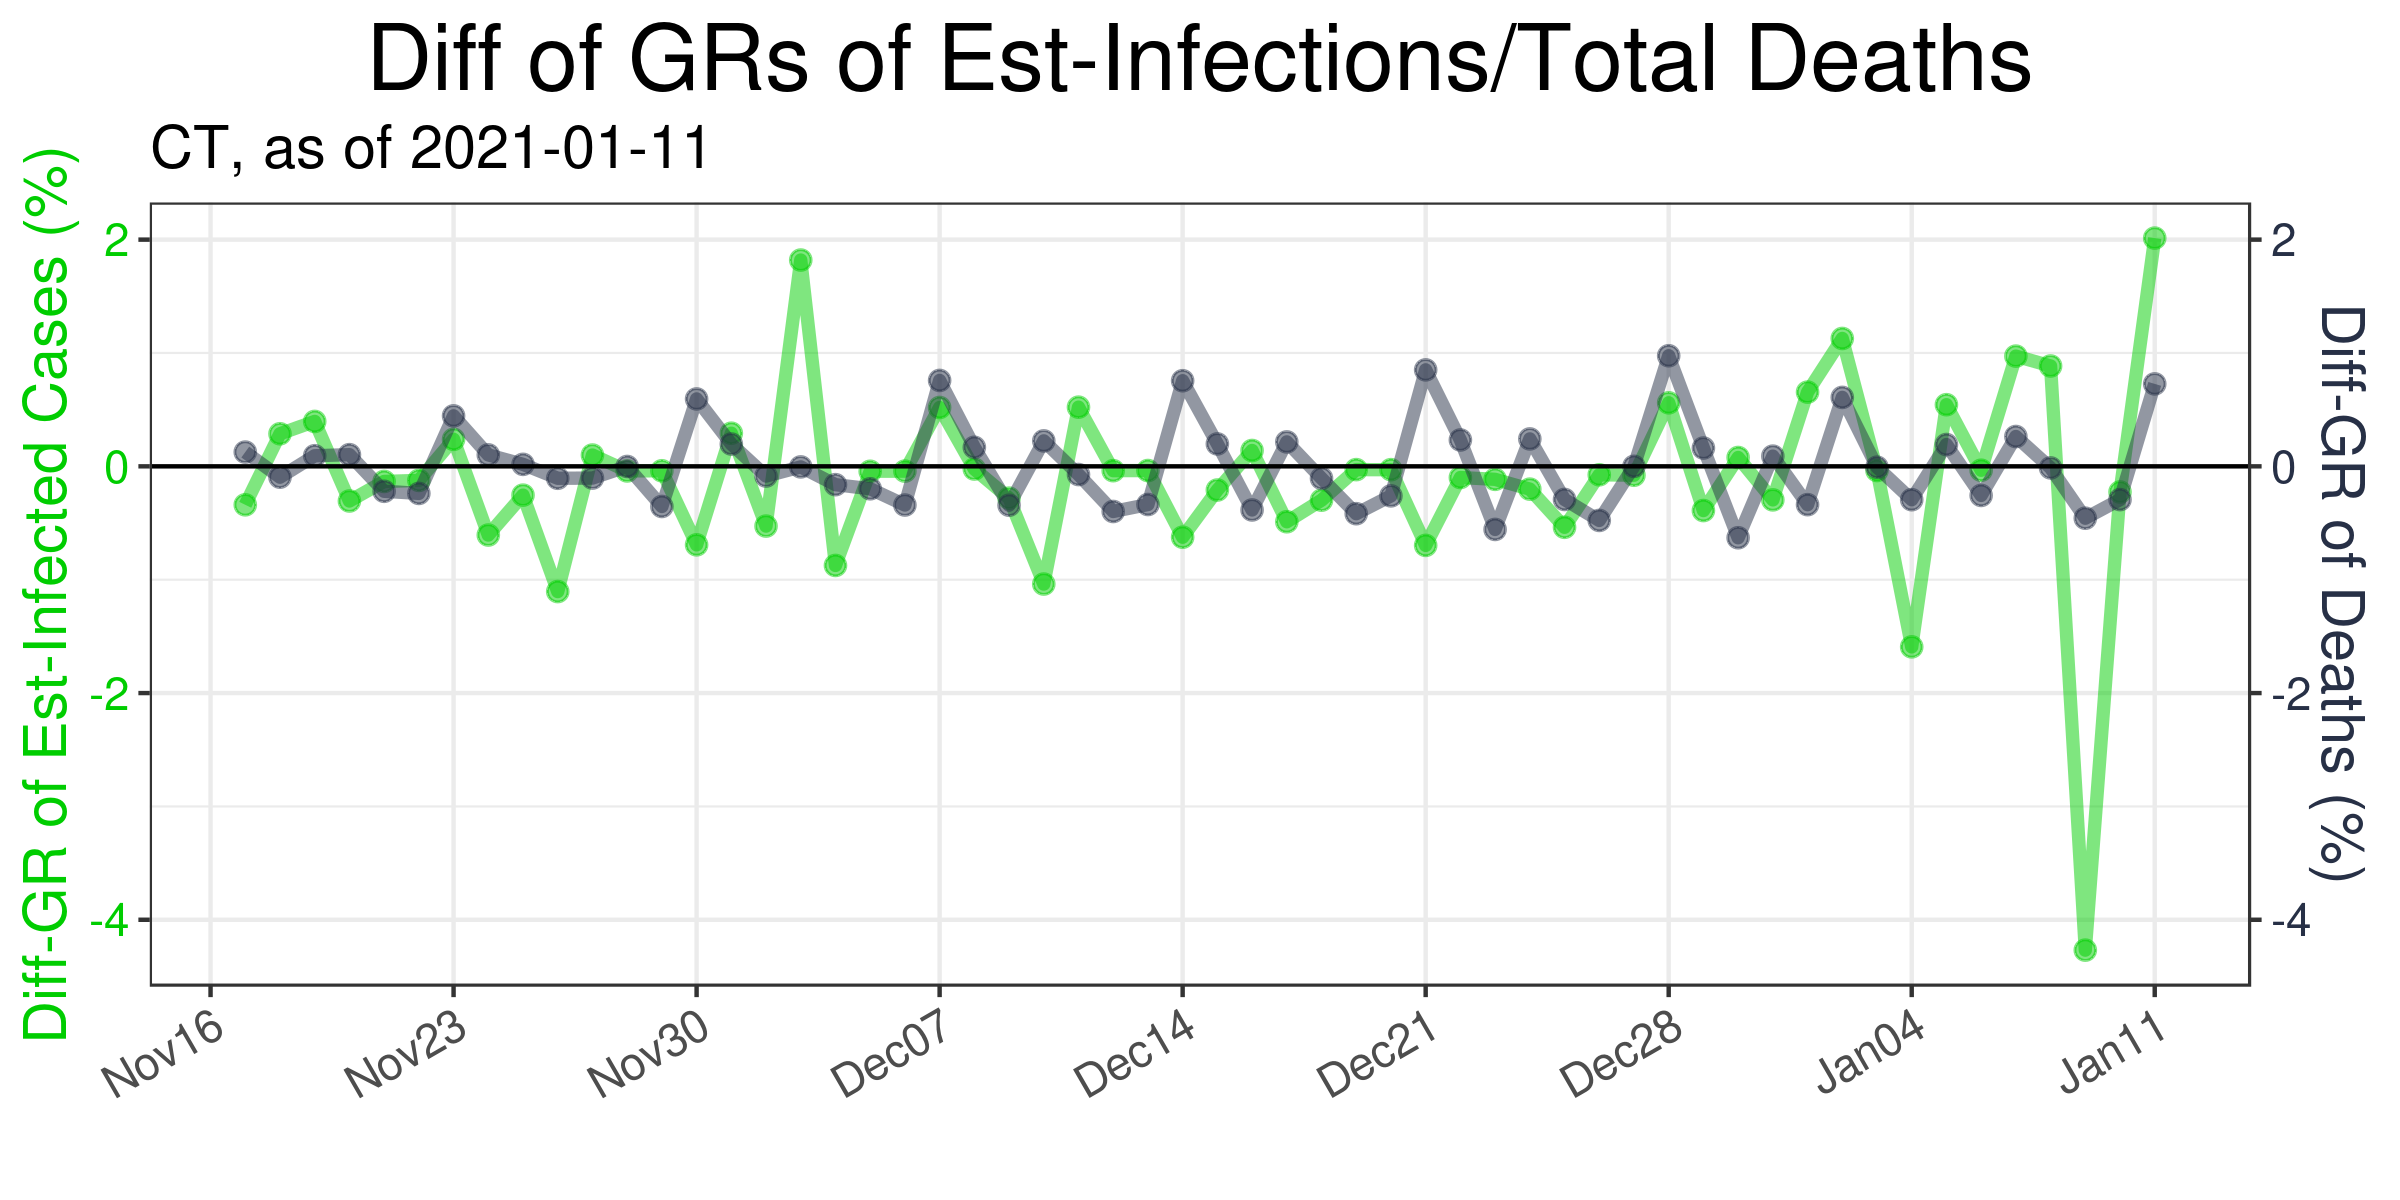 Diff of GRs of Est-Infections/Total Deaths
CT, as of 2021-01-11
Diff-GR of Est-Infected Cases (%)
2
0
-2
-4
2
0
-2
-4
Diff-GR of Deaths (%)
Nov16
Nov23
Nov30
Dec07
Dec14
Dec21
Dec28
Jan04
Jan11